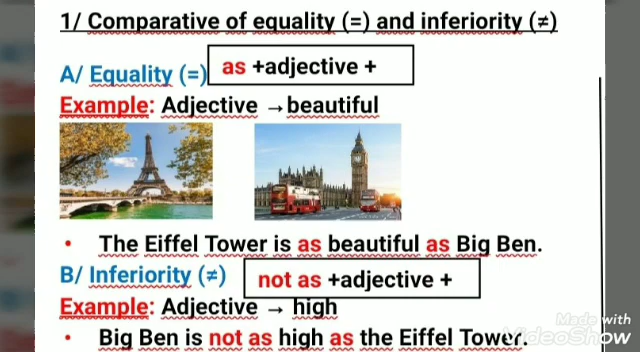 1/ Comparative of equality (=) and inferiority (≠)
A/ Equality (=) as +adjective +
Example: Adjective → beautiful
• The Eiffel Tower is as beautiful as Big Ben.
B/ Inferiority (≠) not as +adjective +
Example: Adjective → high
• Big Ben is not as high as the Eiffel Tower.
Made with
VideoShow